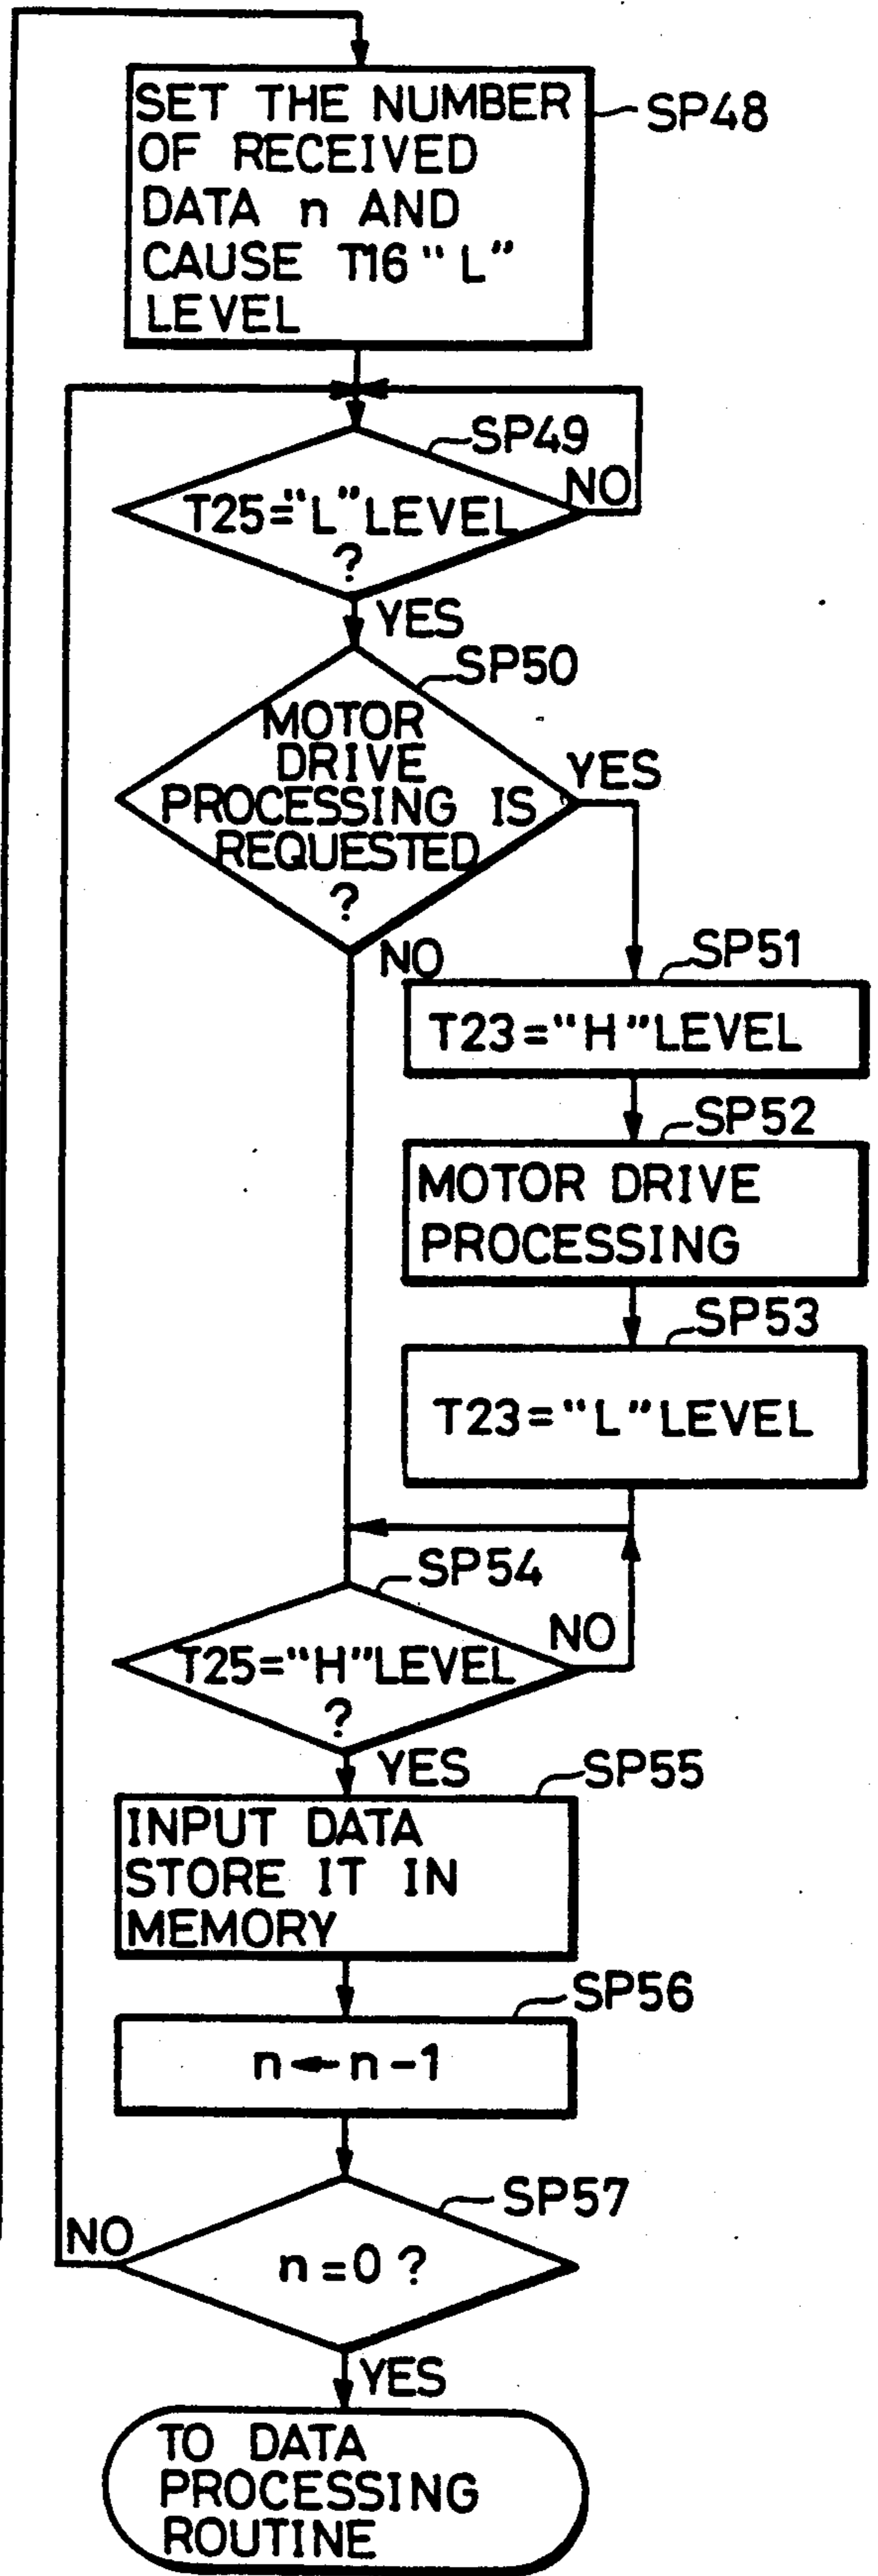 SET THE NUMBER
OF RECEIVED
DATA n AND
CAUSE T16 "L"
LEVEL
SP48
SP49
T25="L" LEVEL
?
NO
YES
SP50
MOTOR
DRIVE
PROCESSING IS
REQUESTED
?
YES
NO
SP51
T23="H" LEVEL
SP52
MOTOR DRIVE
PROCESSING
SP53
T23="L" LEVEL
SP54
T25="H" LEVEL
?
NO
YES
SP55
INPUT DATA
STORE IT IN
MEMORY
SP56
n←n-1
SP57
n=0?
NO
YES
TO DATA
PROCESSING
ROUTINE